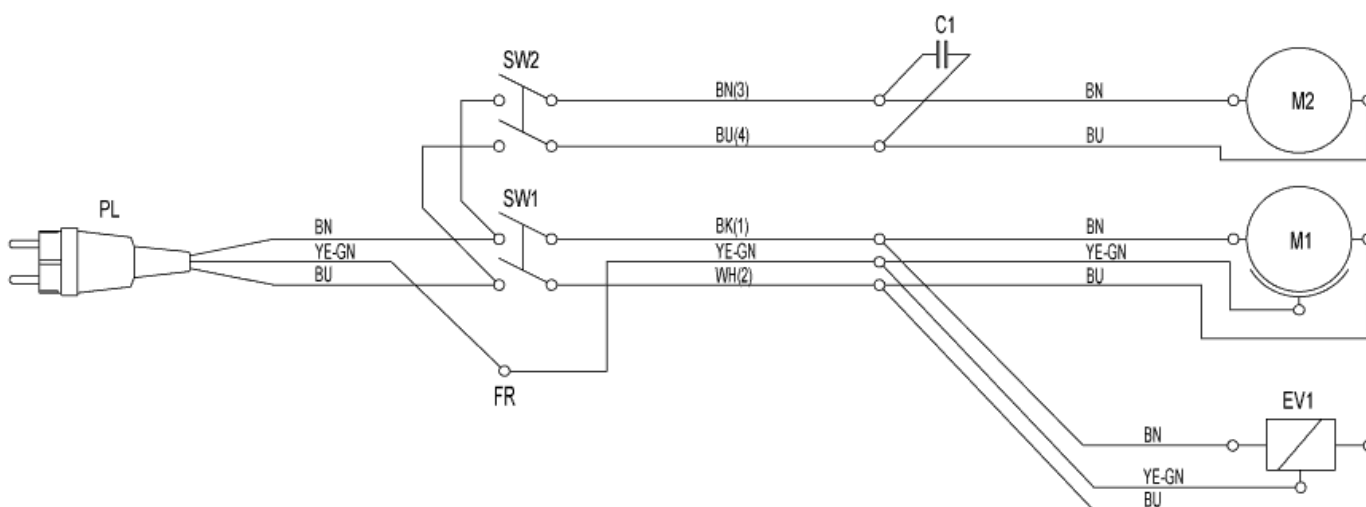 C1
SW2
BN(3)
BN
M2
BU(4)
BU
PL
SW1
BN
BK(1)
BN
M1
YE-GN
YE-GN
YE-GN
BU
WH(2)
BU
FR
EV1
BN
YE-GN
BU